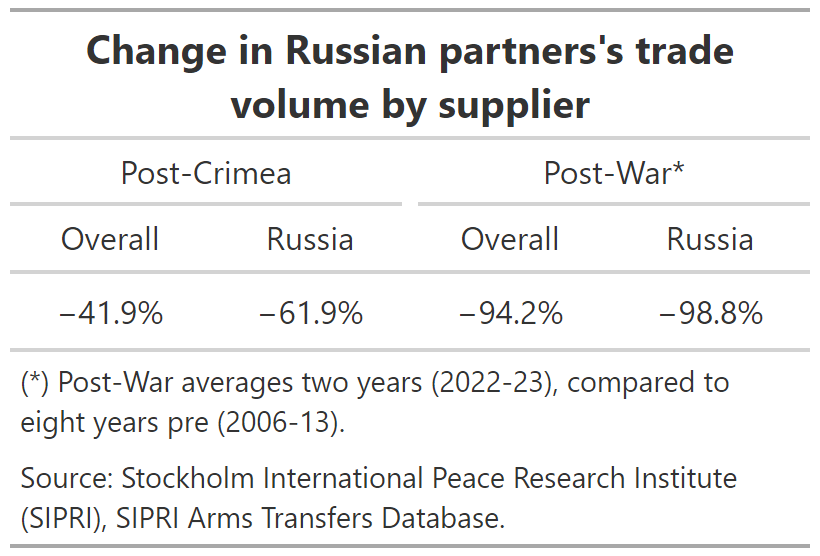 Change in Russian partners's trade
volume by supplier
Post-Crimea Post-War*
Overall Russia Overall Russia
−41.9% −61.9% −94.2% −98.8%
(*) Post-War averages two years (2022-23), compared to
eight years pre (2006-13).
Source: Stockholm International Peace Research Institute
(SIPRI), SIPRI Arms Transfers Database.